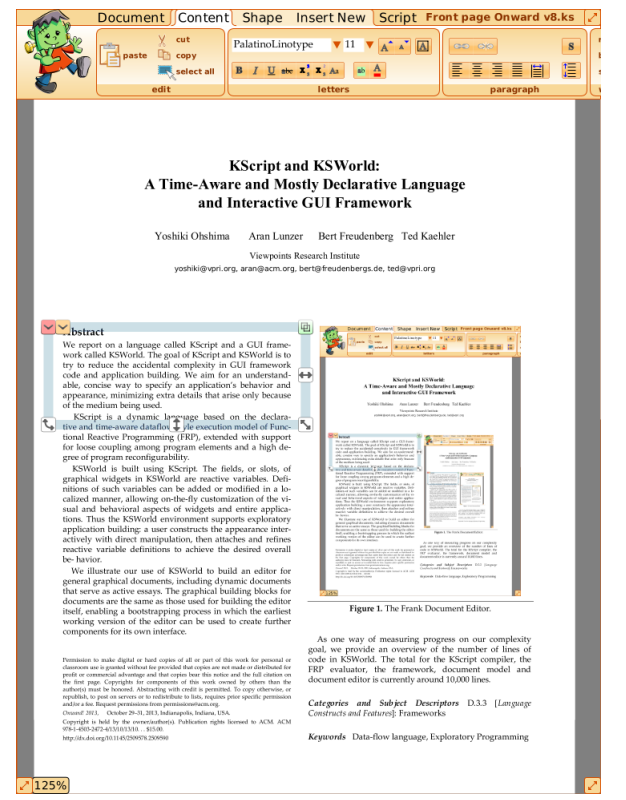 Document Content Shape Insert New Script Front page Onward v8.ks
paste
cut
copy
select all
edit
PalatinoLinotype 11
B I U abc
letters
S
paragraph
KScript and KSWorld:
A Time-Aware and Mostly Declarative Language
and Interactive GUI Framework
Yoshiki Ohshima Aran Lunzer Bert Freudenberg Ted Kaehler
Viewpoints Research Institute
yoshiki@vpri.org, aran@acm.org, bert@freudenbergs.de, ted@vpri.org
Abstract
We report on a language called KScript and a GUI frame-
work called KSWorld. The goal of KScript and KSWorld is to
try to reduce the accidental complexity in GUI framework
code and application building. We aim for an understand-
able, concise way to specify an application's behavior and
appearance, minimizing extra details that arise only because
of the medium being used.
KScript is a dynamic language based on the declara-
tive and time-aware dataflow style execution model of Func-
tional Reactive Programming (FRP), extended with support
for loose coupling among program elements and a high de-
gree of program reconfigurability.
KSWorld is built using KScript. The fields, or slots, of
graphical widgets in KSWorld are reactive variables. Defi-
nitions of such variables can be added or modified in a lo-
calized manner, allowing on-the-fly customization of the vi-
sual and behavioral aspects of widgets and entire applica-
tions. Thus the KSWorld environment supports exploratory
application building: a user constructs the appearance inter-
actively with direct manipulation, then attaches and refines
reactive variable definitions to achieve the desired overall
be- havior.
We illustrate our use of KSWorld to build an editor for
general graphical documents, including dynamic documents
that serve as active essays. The graphical building blocks for
documents are the same as those used for building the editor
itself, enabling a bootstrapping process in which the earliest
working version of the editor can be used to create further
components for its own interface.
Permission to make digital or hard copies of all or part of this work for personal or
classroom use is granted without fee provided that copies are not made or distributed for
profit or commercial advantage and that copies bear this notice and the full citation on
the first page. Copyrights for components of this work owned by others than the
author(s) must be honored. Abstracting with credit is permitted. To copy otherwise, or
republish, to post on servers or to redistribute to lists, requires prior specific permission
and/or a fee. Request permissions from permissions@acm.org.
Onward! 2013, October 29–31, 2013, Indianapolis, Indiana, USA.
Copyright is held by the owner/author(s). Publication rights licensed to ACM. ACM
978-1-4503-2472-4/13/10/13/10. . . $15.00.
http://dx.doi.org/10.1145/2509578.2509590
Document Content Shape Insert New Script Front page Onward v8.ks
KScript and KSWorld:
A Time-Aware and Mostly Declarative Language
and Interactive GUI Framework
Figure 1. The Frank Document Editor.
As one way of measuring progress on our complexity
goal, we provide an overview of the number of lines of
code in KSWorld. The total for the KScript compiler, the
FRP evaluator, the framework, document model and
document editor is currently around 10,000 lines.
Categories and Subject Descriptors D.3.3 [Language
Constructs and Features]: Frameworks
Keywords Data-flow language, Exploratory Programming
125%